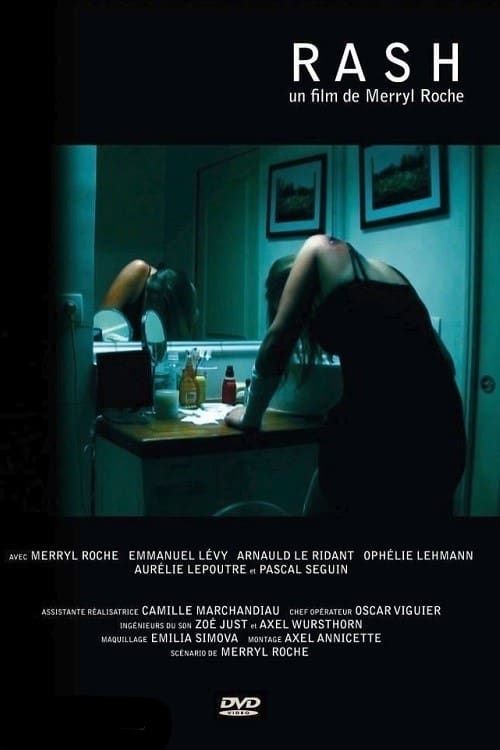 RASH
un film de Merryl Roche
AVEC MERRYL ROCHE EMMANUEL LÉVY ARNAULD LE RIDANT OPHÉLIE LEHMANN
AURÉLIE LEPOUTRE et PASCAL SEGUIN
ASSISTANTE RÉALISATRICE CAMILLE MARCHANDIAU CHEF OPÉRATEUR OSCAR VIGUIER
INGÉNIEURS DU SON ZOÉ JUST et AXEL WURSTHORN
MAQUILLAGE EMILIA SIMOVA MONTAGE AXEL ANNICETTE
SCÉNARIO DE MERRYL ROCHE
DVD
VIDEO